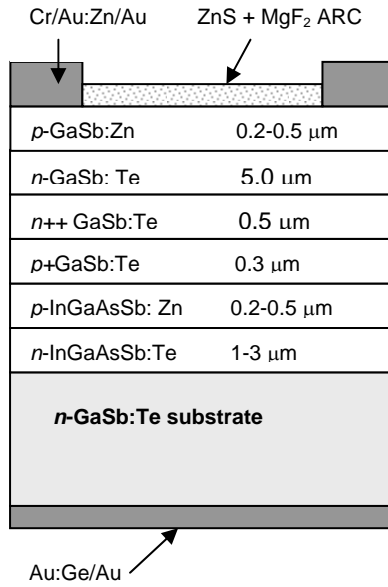 Cr/Au:Zn/Au ZnS + MgF₂ ARC
p-GaSb:Zn 0.2-0.5 μm
n-GaSb: Te 5.0 μm
n++ GaSb:Te 0.5 μm
p+GaSb:Te 0.3 μm
p-InGaAsSb: Zn 0.2-0.5 μm
n-InGaAsSb:Te 1-3 μm
n-GaSb:Te substrate
Au:Ge/Au